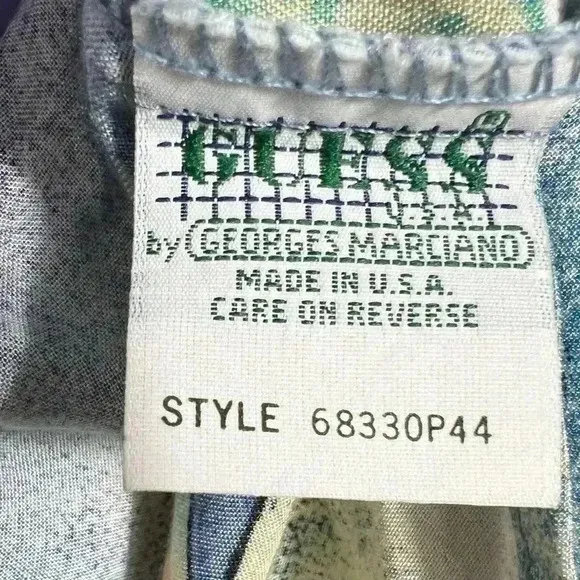 GUESS
U.S.A.
by GEORGES MARCIANO
MADE IN U.S.A.
CARE ON REVERSE
STYLE 68330P44